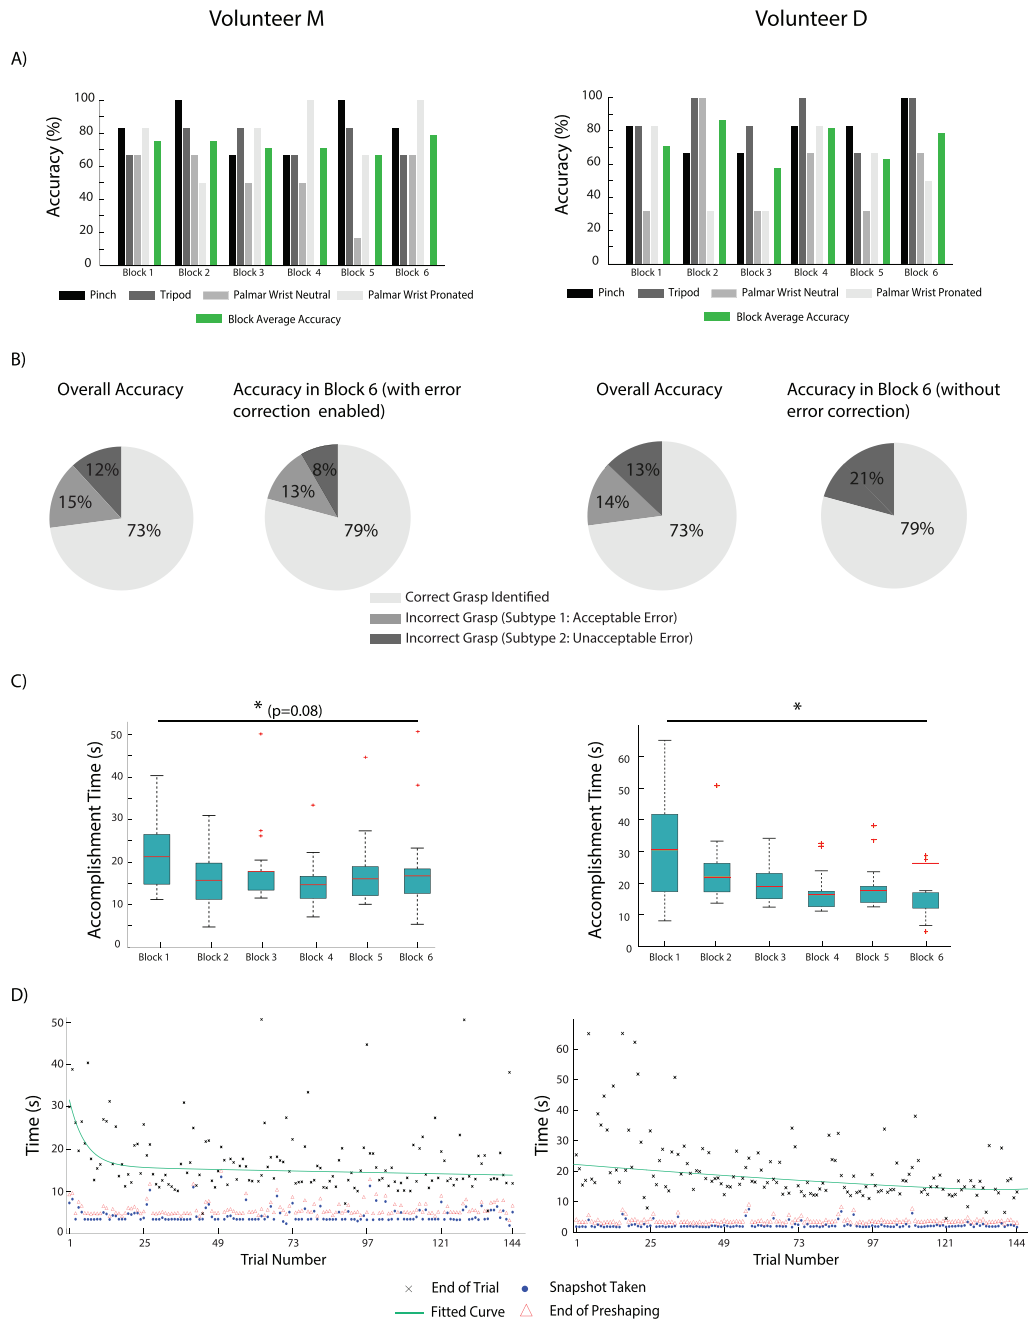 Volunteer M
Volunteer D
A)
Accuracy (%)
100
80
60
40
20
0
Block 1
Block 2
Block 3
Block 4
Block 5
Block 6
Pinch
Tripod
Palmar Wrist Neutral
Palmar Wrist Pronated
Block Average Accuracy
Accuracy (%)
100
80
60
40
20
0
Block 1
Block 2
Block 3
Block 4
Block 5
Block 6
Pinch
Tripod
Palmar Wrist Neutral
Palmar Wrist Pronated
Block Average Accuracy
B)
Overall Accuracy
12%
15%
73%
Accuracy in Block 6 (with error
correction enabled)
8%
13%
79%
Overall Accuracy
13%
14%
73%
Accuracy in Block 6 (without
error correction)
21%
79%
Correct Grasp Identified
Incorrect Grasp (Subtype 1: Acceptable Error)
Incorrect Grasp (Subtype 2: Unacceptable Error)
C)
* (p=0.08)
Accomplishment Time (s)
50
40
30
20
10
0
Block 1
Block 2
Block 3
Block 4
Block 5
Block 6
*
Accomplishment Time (s)
60
50
40
30
20
10
0
Block 1
Block 2
Block 3
Block 4
Block 5
Block 6
D)
Time (s)
50
40
30
20
10
0
1
25
49
73
97
121
144
Trial Number
Time (s)
60
50
40
30
20
10
0
1
25
49
73
97
121
144
Trial Number
End of Trial
Snapshot Taken
Fitted Curve
End of Preshaping